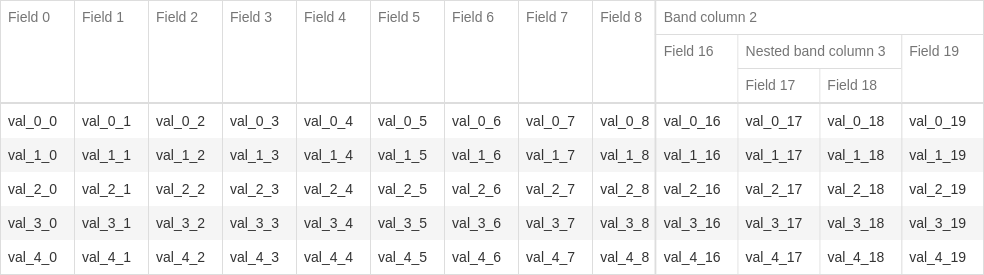 Field 0 Field 1 Field 2 Field 3 Field 4 Field 5 Field 6 Field 7 Field 8 Band column 2
Field 16 Nested band column 3 Field 19
Field 17 Field 18
val_0_0 val_0_1 val_0_2 val_0_3 val_0_4 val_0_5 val_0_6 val_0_7 val_0_8 val_0_16 val_0_17 val_0_18 val_0_19
val_1_0 val_1_1 val_1_2 val_1_3 val_1_4 val_1_5 val_1_6 val_1_7 val_1_8 val_1_16 val_1_17 val_1_18 val_1_19
val_2_0 val_2_1 val_2_2 val_2_3 val_2_4 val_2_5 val_2_6 val_2_7 val_2_8 val_2_16 val_2_17 val_2_18 val_2_19
val_3_0 val_3_1 val_3_2 val_3_3 val_3_4 val_3_5 val_3_6 val_3_7 val_3_8 val_3_16 val_3_17 val_3_18 val_3_19
val_4_0 val_4_1 val_4_2 val_4_3 val_4_4 val_4_5 val_4_6 val_4_7 val_4_8 val_4_16 val_4_17 val_4_18 val_4_19